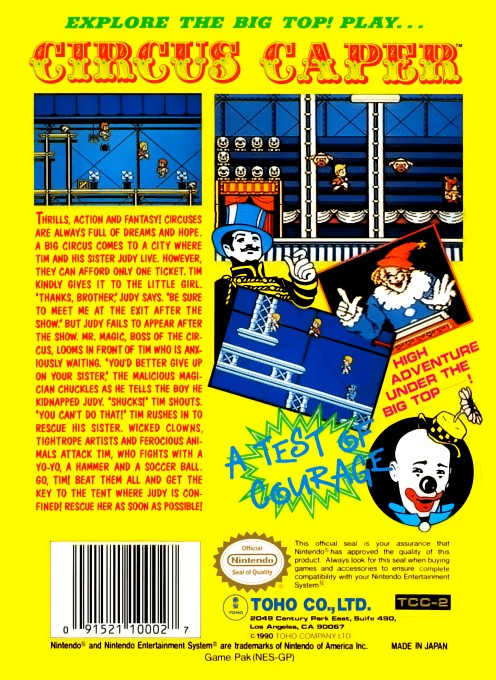 EXPLORE THE BIG TOP! PLAY...
CIRCUS CAPER™
THRILLS, ACTION AND FANTASY! CIRCUSES
ARE ALWAYS FULL OF DREAMS AND HOPE.
A BIG CIRCUS COMES TO A CITY WHERE
TIM AND HIS SISTER JUDY LIVE. HOWEVER,
THEY CAN AFFORD ONLY ONE TICKET. TIM
KINDLY GIVES IT TO THE LITTLE GIRL.
"THANKS, BROTHER," JUDY SAYS. "BE SURE
TO MEET ME AT THE EXIT AFTER THE
SHOW." BUT JUDY FAILS TO APPEAR AFTER
THE SHOW. MR. MAGIC, BOSS OF THE CIR-
CUS, LOOMS IN FRONT OF TIM WHO IS ANX-
IOUSLY WAITING. "YOU'D BETTER GIVE UP
ON YOUR SISTER," THE MALICIOUS MAGI-
CIAN CHUCKLES AS HE TELLS THE BOY HE
KIDNAPED JUDY. "SHUCKS!" TIM SHOUTS.
"YOU CAN'T DO THAT!" TIM RUSHES IN TO
RESCUE HIS SISTER. WICKED CLOWNS,
TIGHTROPE ARTISTS AND FEROCIOUS ANI-
MALS ATTACK TIM, WHO FIGHTS WITH A
YO-YO, A HAMMER AND A SOCCER BALL.
GO, TIM! BEAT THEM ALL AND GET THE
KEY TO THE TENT WHERE JUDY IS CON-
FINED! RESCUE HER AS SOON AS POSSIBLE!
HIGH
ADVENTURE
UNDER THE
BIG TOP !
A TEST OF
COURAGE
Official
Nintendo
Seal of Quality
This official seal is your assurance that
Nintendo® has approved the quality of this
product. Always look for this seal when buying
games and accessories to ensure complete
compatibility with your Nintendo Entertainment
System®.
TOHO
TOHO CO., LTD.
TCC-2
2049 Century Park East, Suite 490,
Los Angeles, CA 90067
©1990 TOHO COMPANY. LTD
0 91521 10002 7
Nintendo® and Nintendo Entertainment System® are trademarks of Nintendo of America Inc.
MADE IN JAPAN
Game Pak (NES-GP)